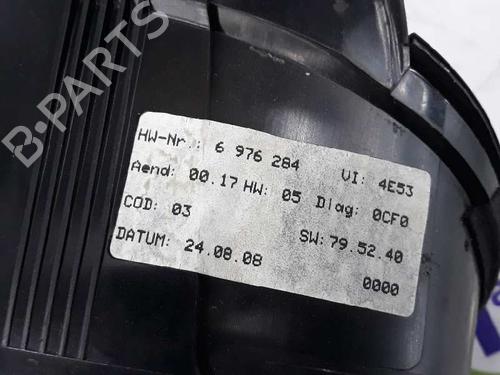 B-PARTS
HW-Nr.: 6 976 284 VI: 4E53
Aend: 00.17 HW: 05 Diag: 0CF0
COD: 03 SW: 79.52.40
DATUM: 24.08.08 0000